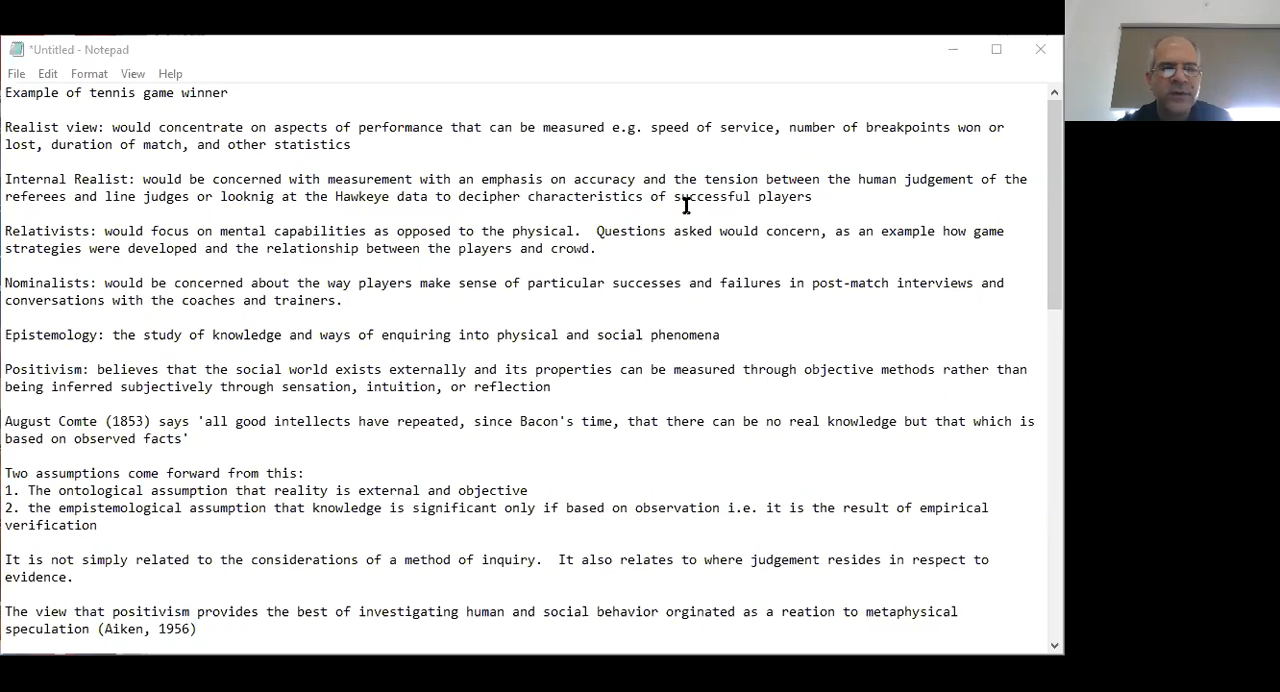 *Untitled - Notepad
File Edit Format View Help
Example of tennis game winner
Realist view: would concentrate on aspects of performance that can be measured e.g. speed of service, number of breakpoints won or
lost, duration of match, and other statistics
Internal Realist: would be concerned with measurement with an emphasis on accuracy and the tension between the human judgement of the
referees and line judges or looknig at the Hawkeye data to decipher characteristics of successful players
Relativists: would focus on mental capabilities as opposed to the physical.  Questions asked would concern, as an example how game
strategies were developed and the relationship between the players and crowd.
Nominalists: would be concerned about the way players make sense of particular successes and failures in post-match interviews and
conversations with the coaches and trainers.
Epistemology: the study of knowledge and ways of enquiring into physical and social phenomena
Positivism: believes that the social world exists externally and its properties can be measured through objective methods rather than
being inferred subjectively through sensation, intuition, or reflection
August Comte (1853) says 'all good intellects have repeated, since Bacon's time, that there can be no real knowledge but that which is
based on observed facts'
Two assumptions come forward from this:
1. The ontological assumption that reality is external and objective
2. the empistemological assumption that knowledge is significant only if based on observation i.e. it is the result of empirical
verification
It is not simply related to the considerations of a method of inquiry.  It also relates to where judgement resides in respect to
evidence.
The view that positivism provides the best of investigating human and social behavior orginated as a reation to metaphysical
speculation (Aiken, 1956)